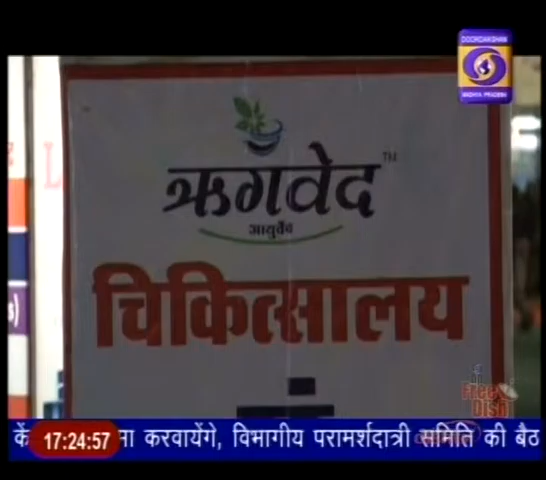 DOORDARSHAN
MADHYA PRADESH
ऋगवेद TM
आयुर्वेद
चिकित्सालय
Free
Dish
17:24:57
कें मा करवायेंगे, विभागीय परामर्शदात्री समिति की बैठ